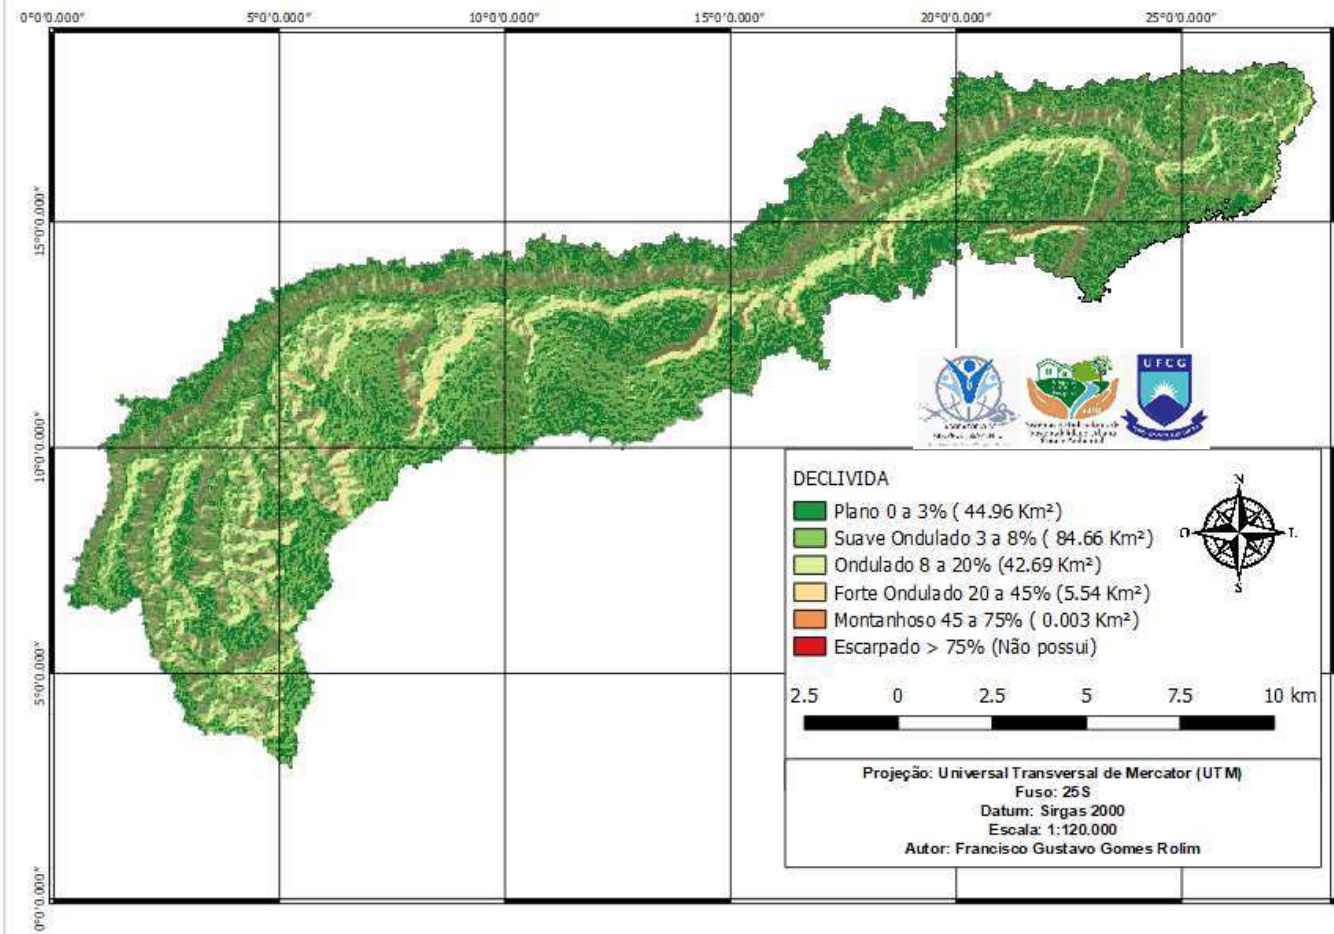 0°0'0.000" 5°0'0.000" 10°0'0.000" 15°0'0.000" 20°0'0.000" 25°0'0.000"
15°0'0.000"
10°0'0.000"
5°0'0.000"
0°0'0.000"
UFCG
DECLIVIDA
Plano 0 a 3% ( 44.96 Km²)
Suave Ondulado 3 a 8% ( 84.66 Km²)
Ondulado 8 a 20% (42.69 Km²)
Forte Ondulado 20 a 45% (5.54 Km²)
Montanhoso 45 a 75% ( 0.003 Km²)
Escarpado > 75% (Não possui)
N
O L
S
2.5 0 2.5 5 7.5 10 km
Projeção: Universal Transversal de Mercator (UTM)
Fuso: 25S
Datum: Sirgas 2000
Escala: 1:120.000
Autor: Francisco Gustavo Gomes Rolim